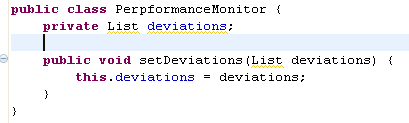 public class PerpformanceMonitor {
private List deviations;
public void setDeviations(List deviations) {
this.deviations = deviations;
}
}